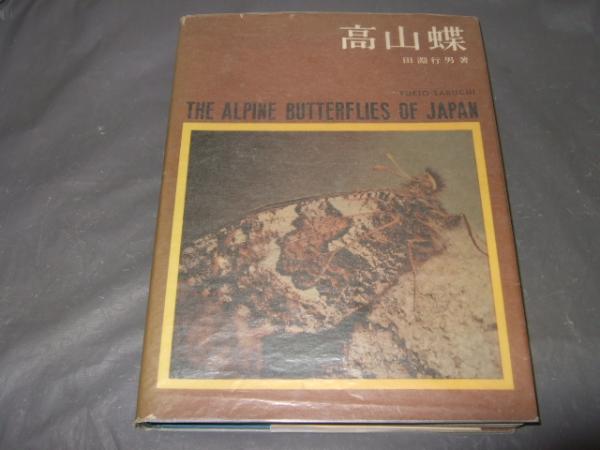 高山蝶
田淵行男著
YUKIO·TABUCHI
THE ALPINE BUTTERFLIES OF JAPAN